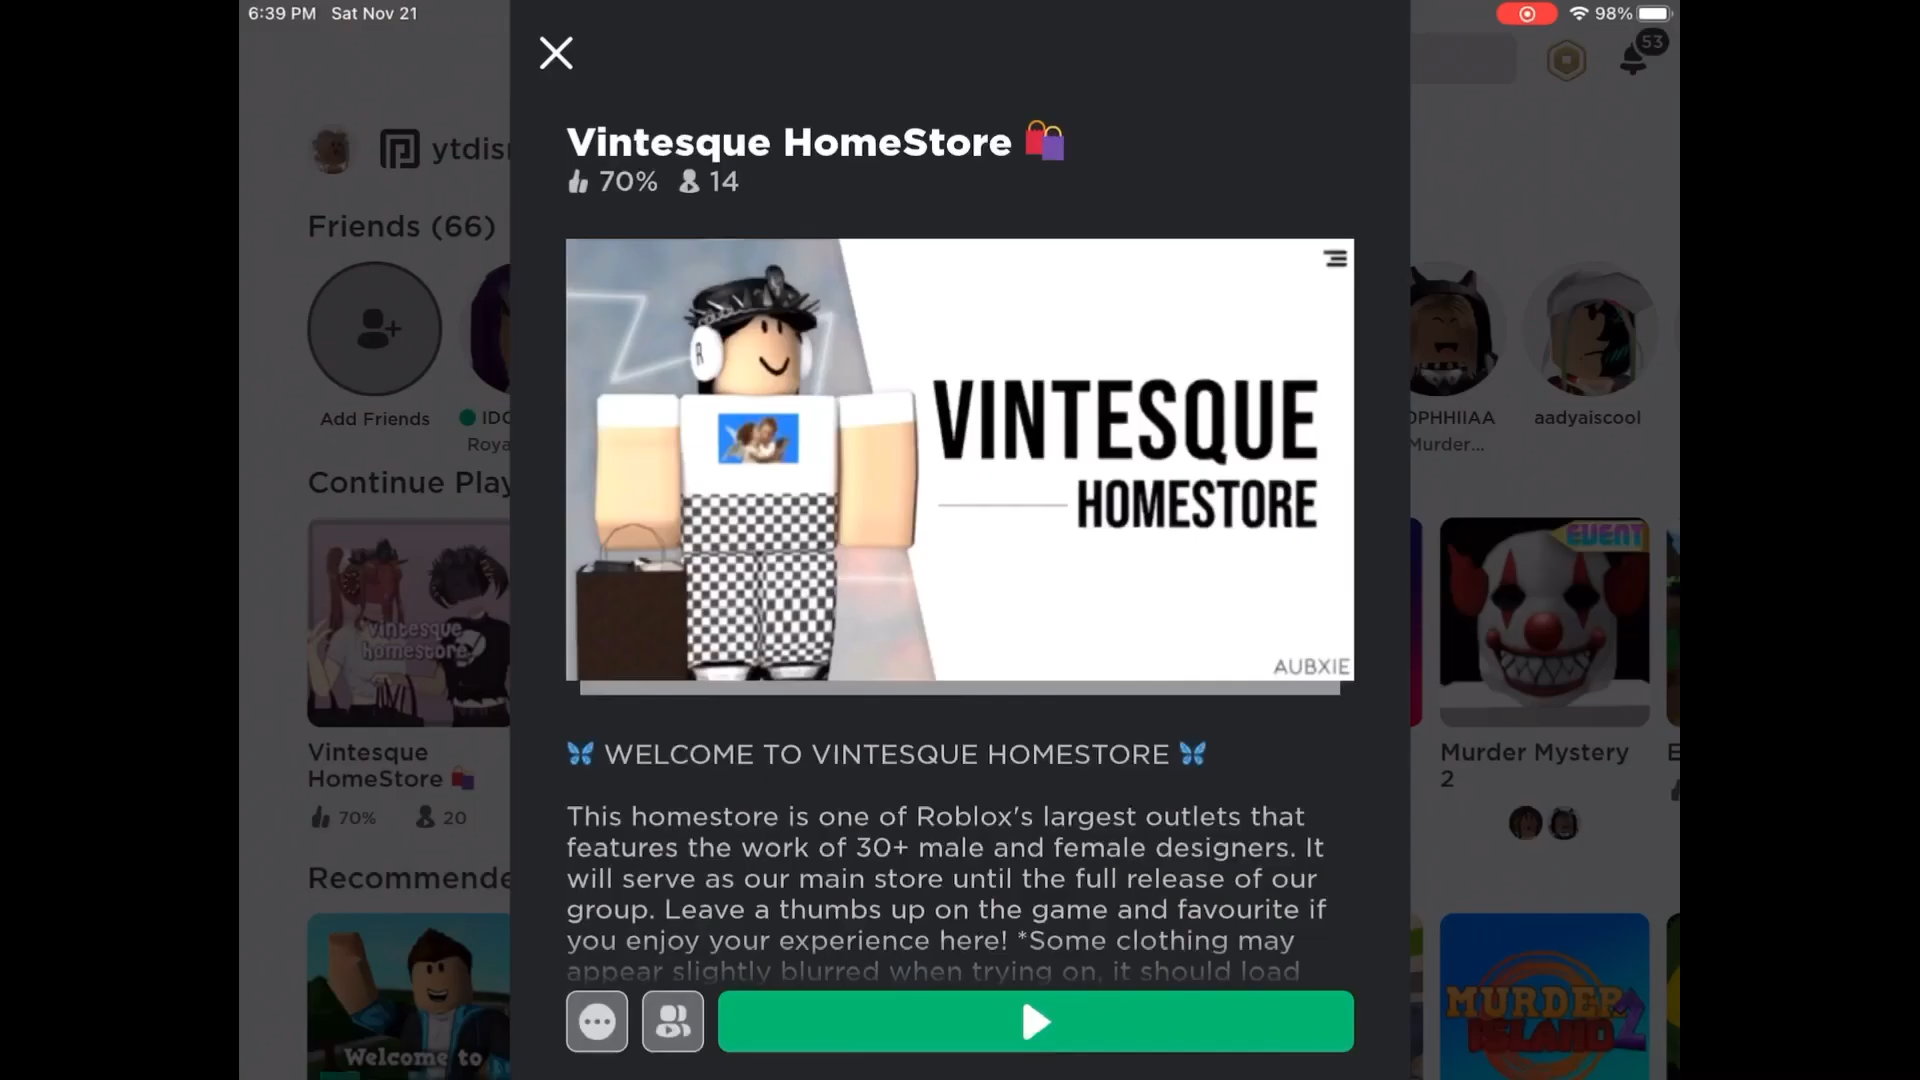 6:39 PM Sat Nov 21
98%
53
Vintesque HomeStore 🛍️
70% 14
Friends (66)
Add Friends
Murder...
aadyaiscool
VINTESQUE
HOMESTORE
AUBXIE
R
Continue Play
vintesque
homestore
Vintesque
HomeStore 🛍️
70% 20
EVENT
Murder Mystery
2
🦋 WELCOME TO VINTESQUE HOMESTORE 🦋
This homestore is one of Roblox's largest outlets that
features the work of 30+ male and female designers. It
will serve as our main store until the full release of our
group. Leave a thumbs up on the game and favourite if
you enjoy your experience here! *Some clothing may
appear slightly blurred when trying on, it should load
Recommende
Welcome to
MURDER
ISLAND 2